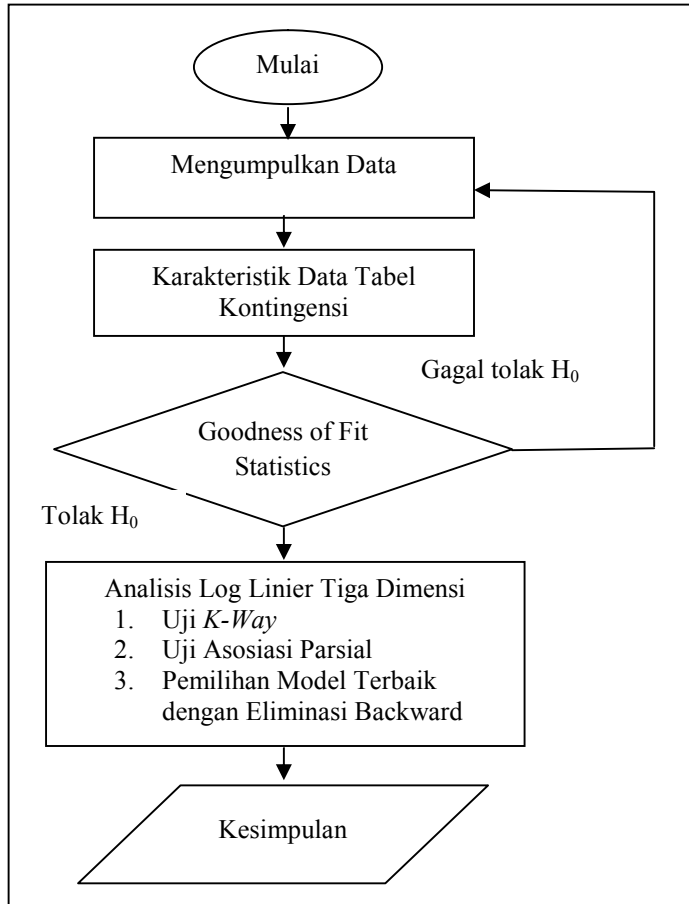 Mulai
Mengumpulkan Data
Karakteristik Data Tabel
Kontingensi
Gagal tolak H₀
Goodness of Fit
Statistics
Tolak H₀
Analisis Log Linier Tiga Dimensi
1. Uji K-Way
2. Uji Asosiasi Parsial
3. Pemilihan Model Terbaik
dengan Eliminasi Backward
Kesimpulan